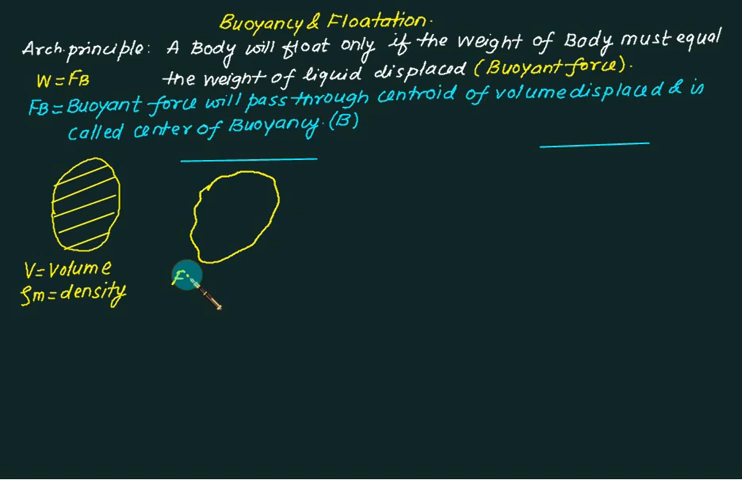 Buoyancy & Floatation.
Arch.principle: A Body will float only if the weight of Body must equal
W = FB the weight of liquid displaced (Buoyant force).
FB = Buoyant force will pass through centroid of volume displaced & is
called center of Buoyancy. (B)
V = Volume
ρm = density
F